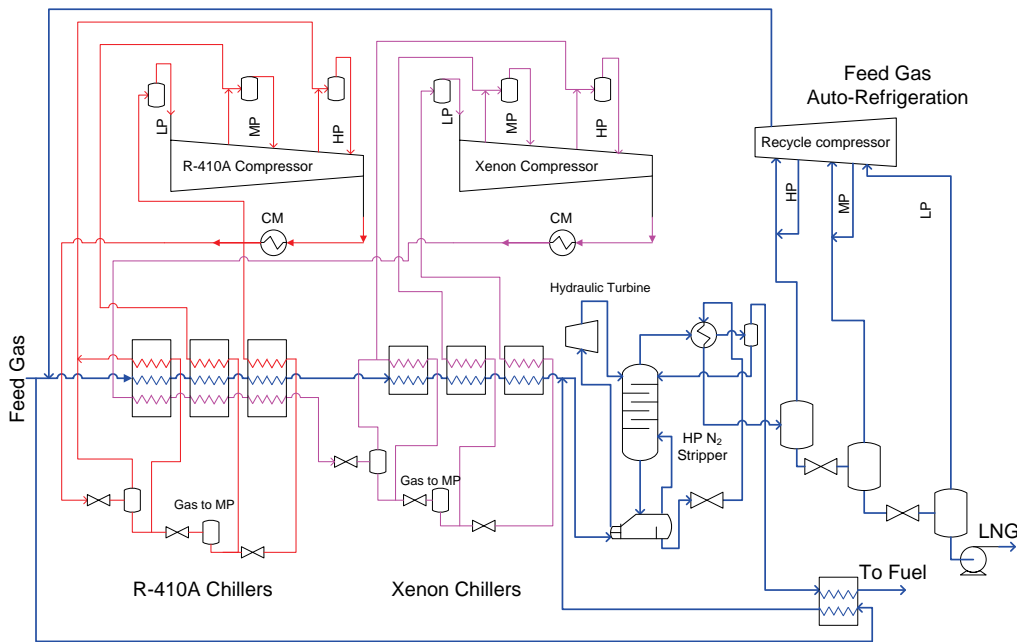 Feed Gas
Auto-Refrigeration
LP
MP
HP
LP
MP
HP
R-410A Compressor
Xenon Compressor
Recycle compressor
HP
MP
LP
CM
CM
Hydraulic Turbine
Feed Gas
HP N2
Stripper
Gas to MP
Gas to MP
LNG
To Fuel
R-410A Chillers
Xenon Chillers